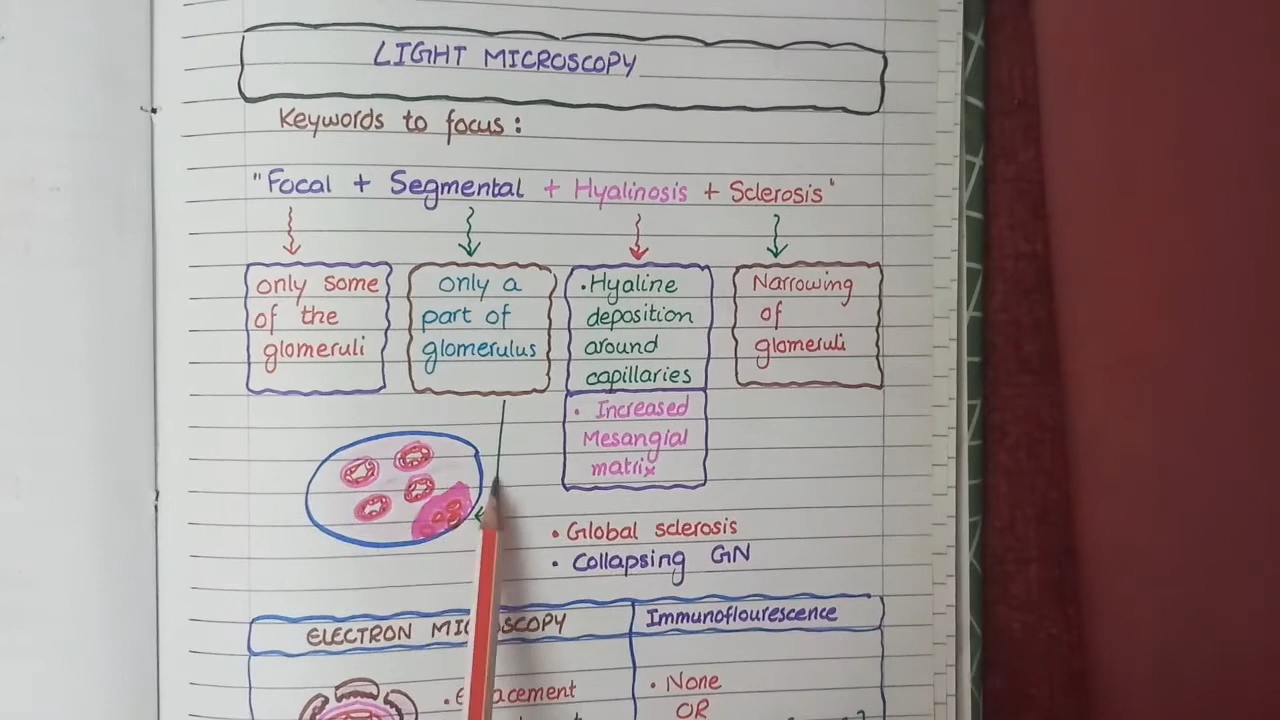 LIGHT MICROSCOPY
Keywords to focus:
"Focal + Segmental + Hyalinosis + Sclerosis"
only some
of the
glomeruli
only a
part of
glomerulus
• Hyaline
deposition
around
capillaries
• Increased
Mesangial
matrix
Narrowing
of
glomeruli
• Global sclerosis
• Collapsing GN
ELECTRON
Immunoflourescence
• None
OR